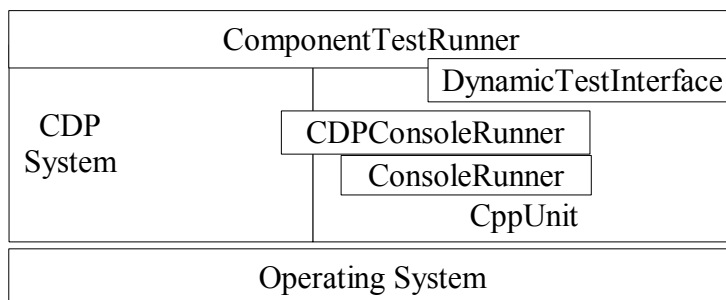 ComponentTestRunner
DynamicTestInterface
CDP
System
CDPConsoleRunner
ConsoleRunner
CppUnit
Operating System